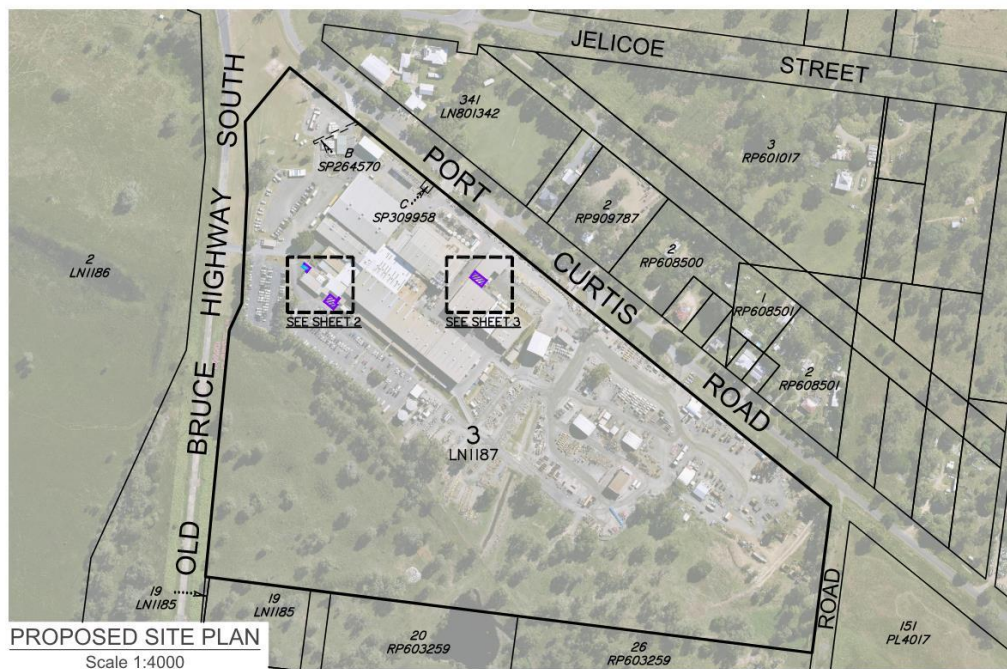 JELICOE
STREET
341
LN801342
3
RP601017
B
SP264570
C
SP309958
PORT
CURTIS
ROAD
2
RP909787
2
RP608500
1
RP608501
2
RP608501
2
LN1186
OLD
BRUCE
HIGHWAY
SOUTH
SEE SHEET 2
SEE SHEET 3
3
LN1187
19
LN1185
A
19
LN1185
20
RP603259
26
RP603259
ROAD
151
PL4017
PROPOSED SITE PLAN
Scale 1:4000